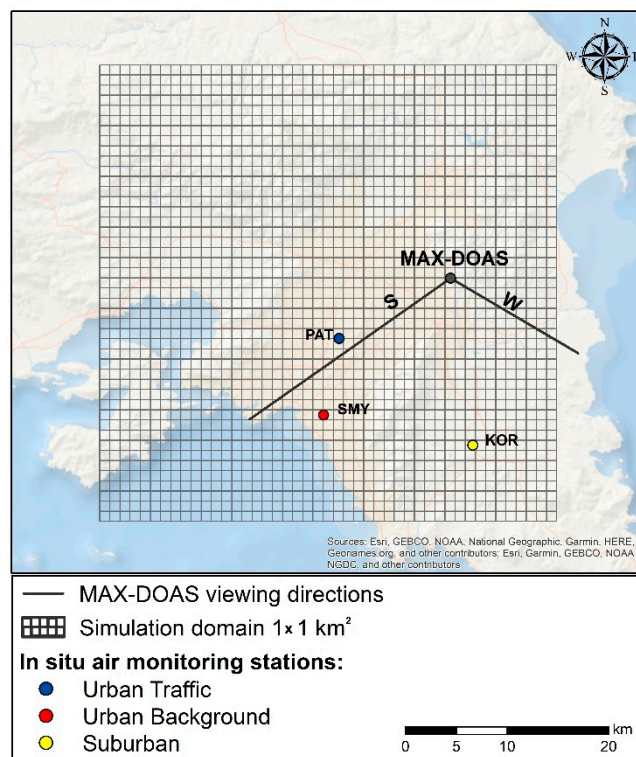 N
W
E
S
MAX-DOAS
S
W
PAT
SMY
KOR
Sources: Esri, GEBCO, NOAA, National Geographic, Garmin, HERE,
Geonames.org, and other contributors; Esri, Garmin, GEBCO, NOAA
NGDC, and other contributors
MAX-DOAS viewing directions
Simulation domain 1×1 km²
In situ air monitoring stations:
Urban Traffic
Urban Background
Suburban
km
0 5 10 20